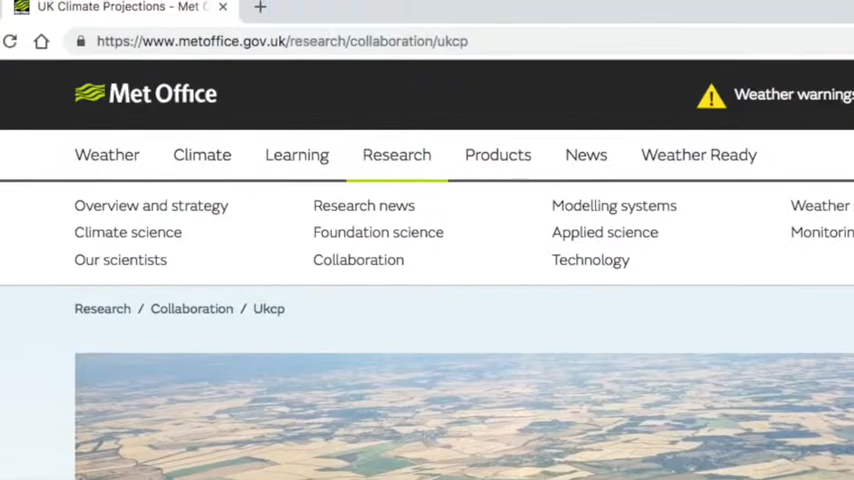 UK Climate Projections - Met
https://www.metoffice.gov.uk/research/collaboration/ukcp
Met Office
Weather warnings
Weather Climate Learning Research Products News Weather Ready
Overview and strategy Research news Modelling systems Weather
Climate science Foundation science Applied science
Our scientists Collaboration Technology
Research / Collaboration / Ukcp